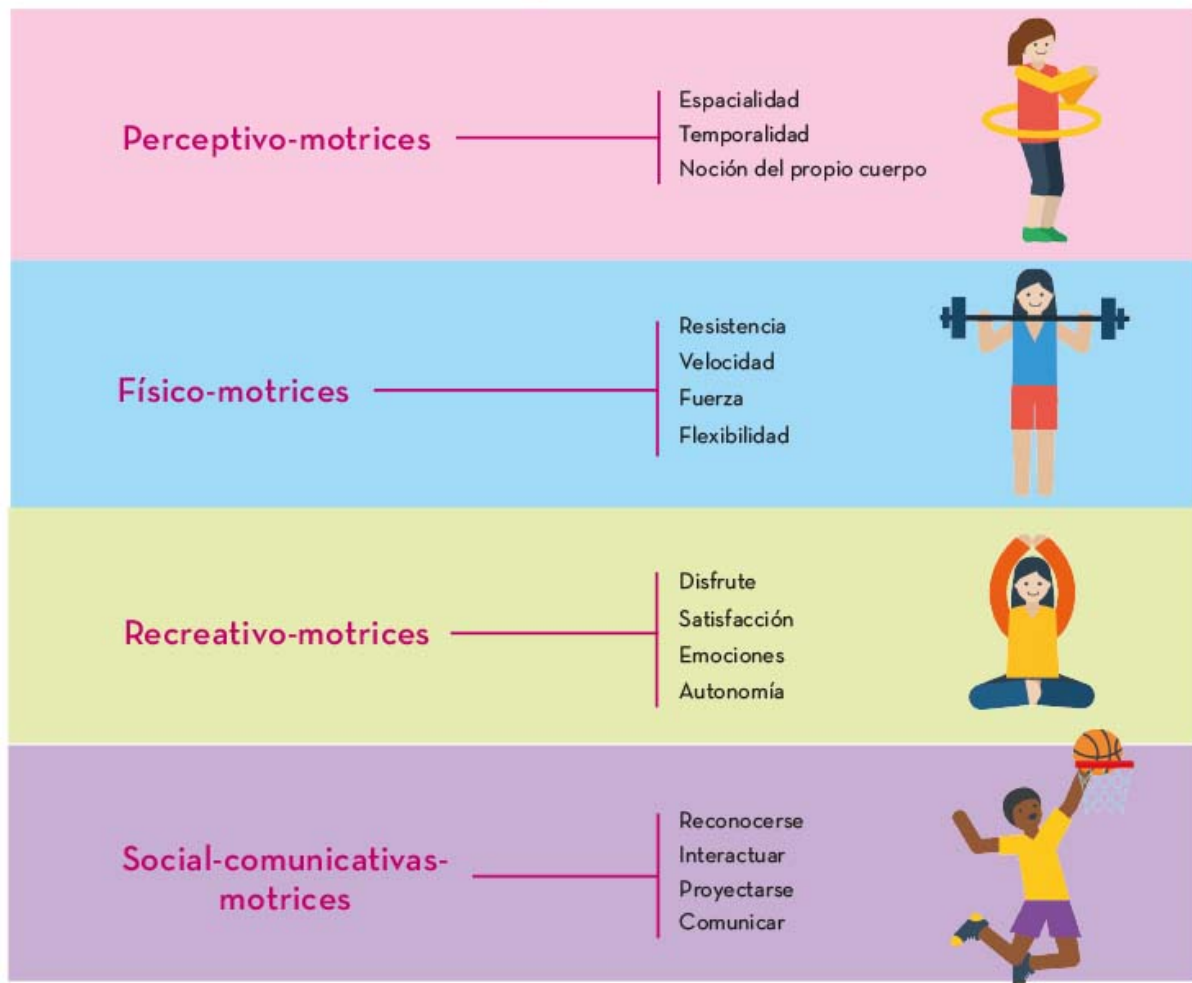 Perceptivo-motrices
Espacialidad
Temporalidad
Noción del propio cuerpo
Físico-motrices
Resistencia
Velocidad
Fuerza
Flexibilidad
Recreativo-motrices
Disfrute
Satisfacción
Emociones
Autonomía
Social-comunicativas-
motrices
Reconocerse
Interactuar
Proyectarse
Comunicar